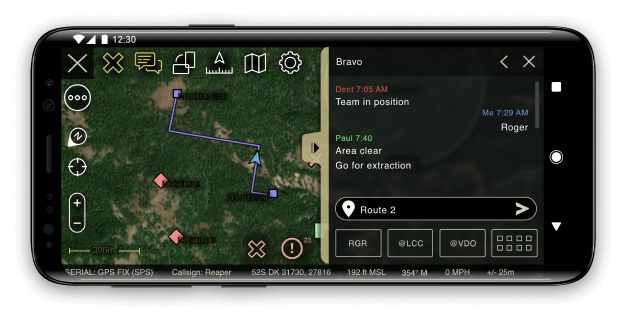 12:30
Bravo
Dent 7:05 AM
Team in position
Me 7:29 AM
Roger
Paul 7:40
Area clear
Go for extraction
Route 2
RGR
@LCC
@VDO
23
396m
SERIAL: GPS FIX (SPS) Callsign: Reaper 52S DK 31730, 27816 192 ft MSL 354° M 0 MPH +/- 25m